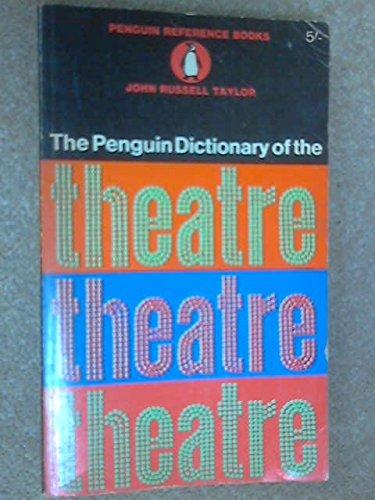 PENGUIN REFERENCE BOOKS
5/-
JOHN RUSSELL TAYLOR
The Penguin Dictionary of the
theatre
theatre
theatre